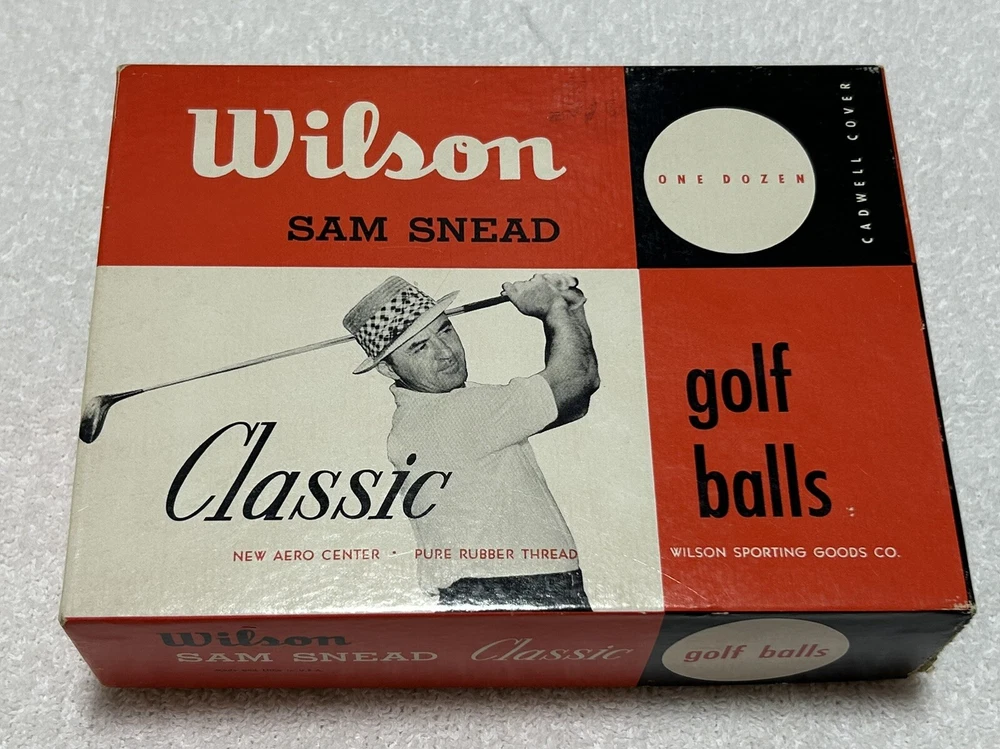 Wilson
SAM SNEAD
ONE DOZEN
CADWELL COVER
Classic
NEW AERO CENTER • PURE RUBBER THREAD
golf
balls
WILSON SPORTING GOODS CO.
Wilson
SAM SNEAD Classic
golf balls